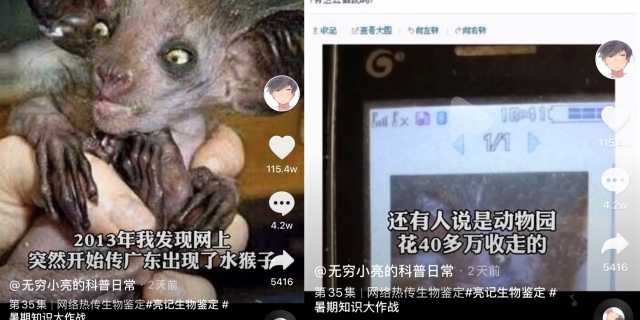 115.4w
4.2w
2013年我发现网上
突然开始传广东出现了水猴子
5416
@无穷小亮的科普日常 · 2天前
第35集 | 网络热传生物鉴定#亮记生物鉴定 #
暑期知识大作战
收起 查看大图 向左转 向右转
18:41
1/1
还有人说是动物园
花40多万收走的
4.2w
5416
@无穷小亮的科普日常 · 2天前
第35集 | 网络热传生物鉴定#亮记生物鉴定 #
暑期知识大作战